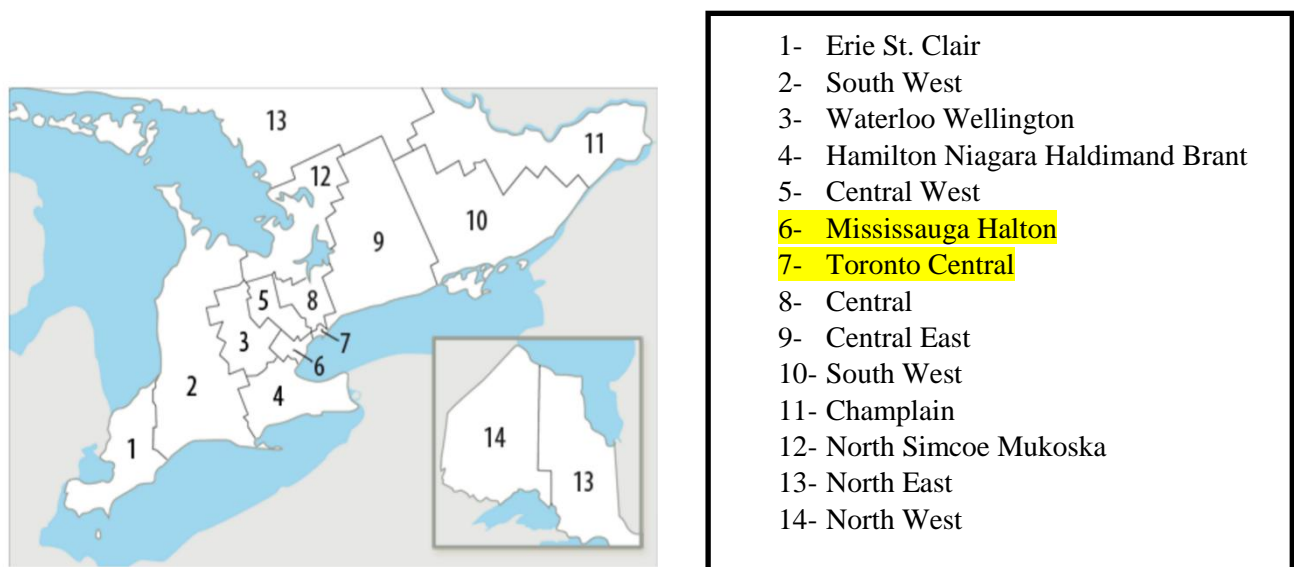 13
11
12
10
9
5
8
7
3
6
2
4
1
14
13
1- Erie St. Clair
2- South West
3- Waterloo Wellington
4- Hamilton Niagara Haldimand Brant
5- Central West
6- Mississauga Halton
7- Toronto Central
8- Central
9- Central East
10- South West
11- Champlain
12- North Simcoe Mukoska
13- North East
14- North West